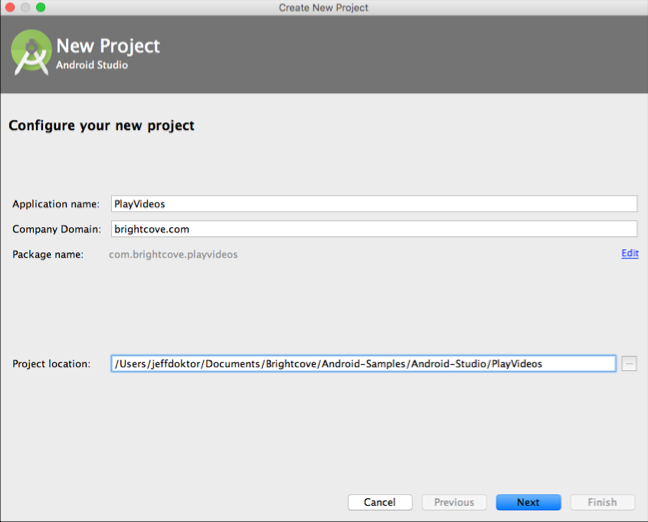 Create New Project
New Project
Android Studio
Configure your new project
Application name: PlayVideos
Company Domain: brightcove.com
Package name: com.brightcove.playvideos Edit
Project location: /Users/jeffdoktor/Documents/Brightcove/Android-Samples/Android-Studio/PlayVideos ...
Cancel Previous Next Finish